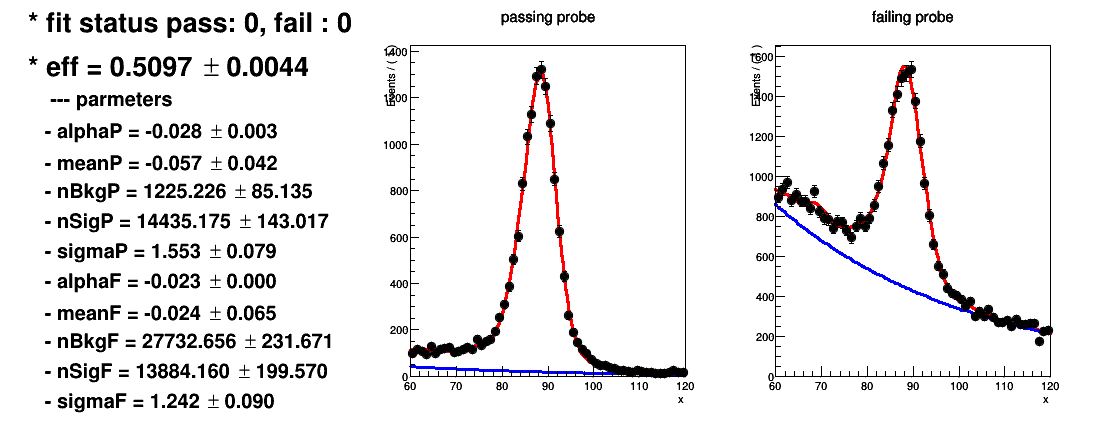 * fit status pass: 0, fail : 0
* eff = 0.5097 ± 0.0044
--- parmeters
- alphaP = -0.028 ± 0.003
- meanP = -0.057 ± 0.042
- nBkgP = 1225.226 ± 85.135
- nSigP = 14435.175 ± 143.017
- sigmaP = 1.553 ± 0.079
- alphaF = -0.023 ± 0.000
- meanF = -0.024 ± 0.065
- nBkgF = 27732.656 ± 231.671
- nSigF = 13884.160 ± 199.570
- sigmaF = 1.242 ± 0.090
passing probe
Events / (
1400
1200
1000
800
600
400
200
0
60 70 80 90 100 110 120
x
failing probe
Events / (
1600
1400
1200
1000
800
600
400
200
0
60 70 80 90 100 110 120
x